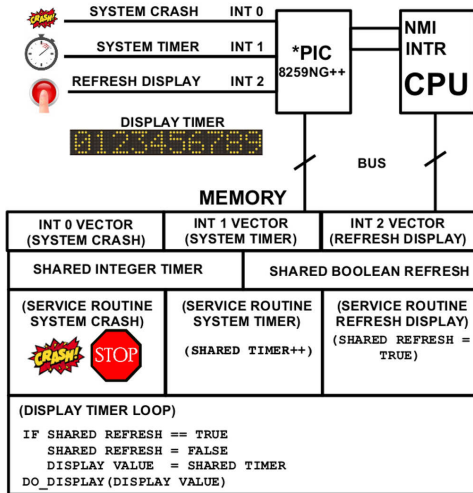 SYSTEM CRASH INT 0
SYSTEM TIMER INT 1
REFRESH DISPLAY INT 2
*PIC
8259NG++
NMI
INTR
CPU
DISPLAY TIMER
0123456789
BUS
MEMORY
INT 0 VECTOR
(SYSTEM CRASH)
INT 1 VECTOR
(SYSTEM TIMER)
INT 2 VECTOR
(REFRESH DISPLAY)
SHARED INTEGER TIMER
SHARED BOOLEAN REFRESH
(SERVICE ROUTINE
SYSTEM CRASH)
CRASH!
STOP
(SERVICE ROUTINE
SYSTEM TIMER)
(SHARED TIMER++)
(SERVICE ROUTINE
REFRESH DISPLAY)
(SHARED REFRESH =
TRUE)
(DISPLAY TIMER LOOP)
IF SHARED REFRESH == TRUE
SHARED REFRESH = FALSE
DISPLAY VALUE = SHARED TIMER
DO_DISPLAY(DISPLAY VALUE)